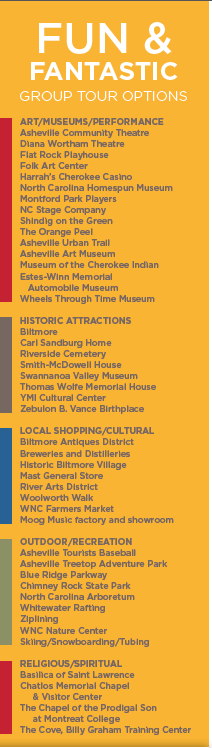 FUN &
FANTASTIC
GROUP TOUR OPTIONS
ART/MUSEUMS/PERFORMANCE
Asheville Community Theatre
Diana Wortham Theatre
Flat Rock Playhouse
Folk Art Center
Harrah's Cherokee Casino
North Carolina Homespun Museum
Montford Park Players
NC Stage Company
Shindig on the Green
The Orange Peel
Asheville Urban Trail
Asheville Art Museum
Museum of the Cherokee Indian
Estes-Winn Memorial
Automobile Museum
Wheels Through Time Museum
HISTORIC ATTRACTIONS
Biltmore
Carl Sandburg Home
Riverside Cemetery
Smith-McDowell House
Swannanoa Valley Museum
Thomas Wolfe Memorial House
YMI Cultural Center
Zebulon B. Vance Birthplace
LOCAL SHOPPING/CULTURAL
Biltmore Antiques District
Breweries and Distilleries
Historic Biltmore Village
Mast General Store
River Arts District
Woolworth Walk
WNC Farmers Market
Moog Music factory and showroom
OUTDOOR/RECREATION
Asheville Tourists Baseball
Asheville Treetop Adventure Park
Blue Ridge Parkway
Chimney Rock State Park
North Carolina Arboretum
Whitewater Rafting
Ziplining
WNC Nature Center
Skiing/Snowboarding/Tubing
RELIGIOUS/SPIRITUAL
Basilica of Saint Lawrence
Chatlos Memorial Chapel
& Visitor Center
The Chapel of the Prodigal Son
at Montreat College
The Cove, Billy Graham Training Center